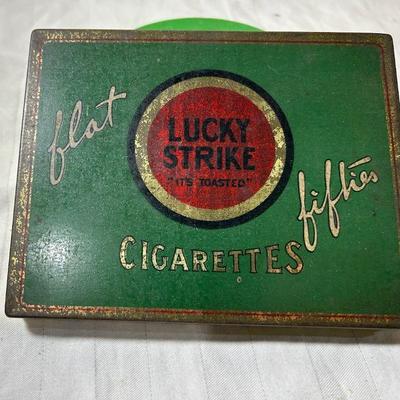 flat
LUCKY
STRIKE
"IT'S TOASTED"
CIGARETTES
fifties